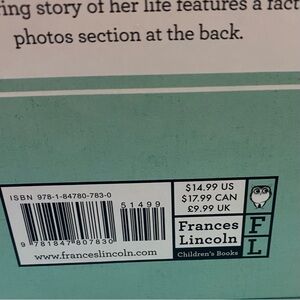 ing story of her life features a fact
photos section at the back.
ISBN 978-1-84780-783-0
51499
9 781847 807830
www.franceslincoln.com
$14.99 US
$17.99 CAN
£9.99 UK
Frances
Lincoln
Children's Books
F
L